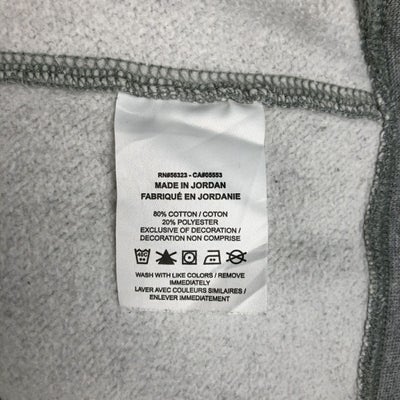 RN#56323 - CA#05553
MADE IN JORDAN
FABRIQUÉ EN JORDANIE
80% COTTON / COTON
20% POLYESTER
EXCLUSIVE OF DECORATION /
DECORATION NON COMPRISE
WASH WITH LIKE COLORS / REMOVE
IMMEDIATELY
LAVER AVEC COULEURS SIMILAIRES /
ENLEVER IMMEDIATEMENT